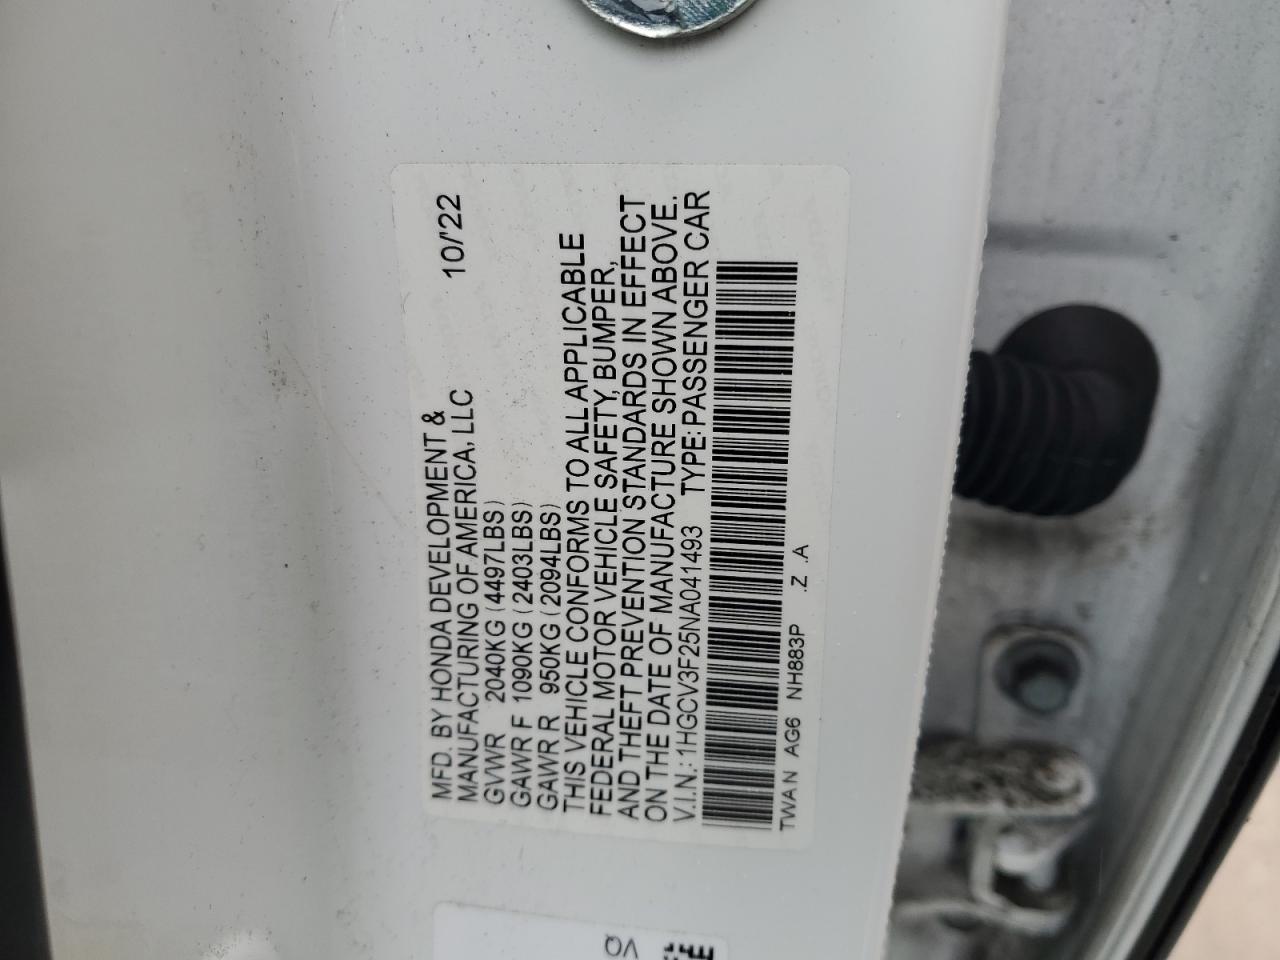 MFD. BY HONDA DEVELOPMENT & 10/'22
MANUFACTURING OF AMERICA, LLC
GVWR 2040KG (4497LBS)
GAWR F 1090KG (2403LBS)
GAWR R 950KG (2094LBS)
THIS VEHICLE CONFORMS TO ALL APPLICABLE
FEDERAL MOTOR VEHICLE SAFETY, BUMPER,
AND THEFT PREVENTION STANDARDS IN EFFECT
ON THE DATE OF MANUFACTURE SHOWN ABOVE.
V.I.N.: 1HGCV3F25NA041493 TYPE: PASSENGER CAR
TWAN AG6 NH883P .Z .A
VQ